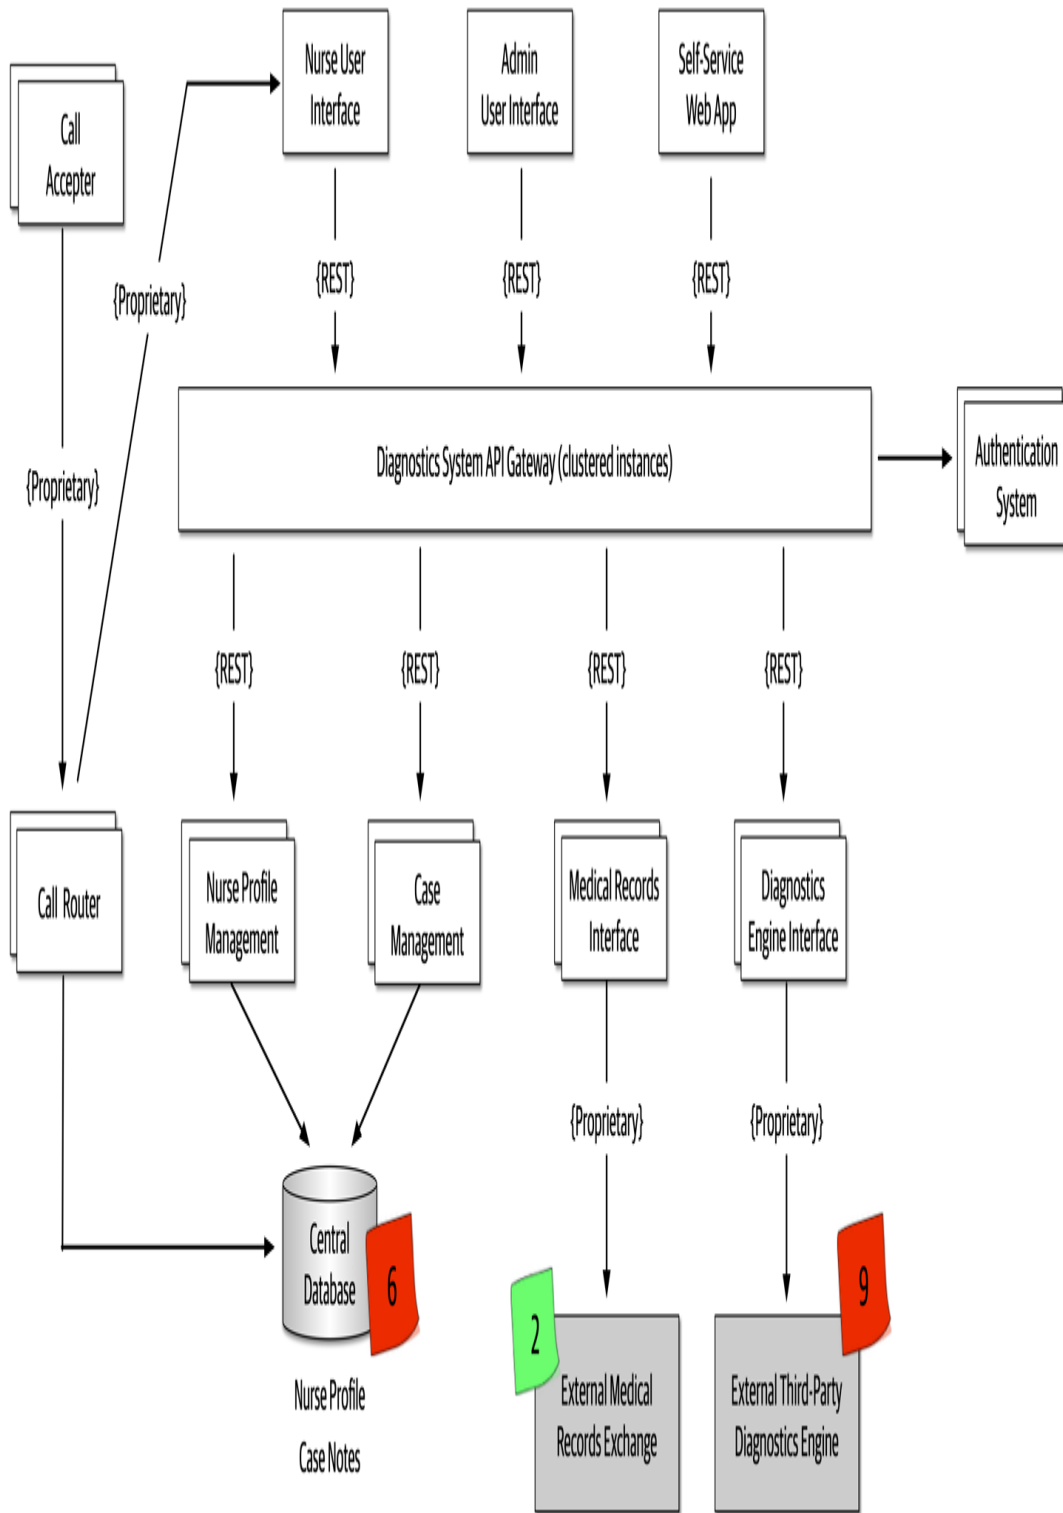 Nurse User
Interface
Admin
User Interface
Self-Service
Web App
Call
Accepter
{REST}
{REST}
{REST}
{Proprietary}
Diagnostics System API Gateway (clustered instances)
Authentication
System
{Proprietary}
{REST}
{REST}
{REST}
{REST}
Call Router
Nurse Profile
Management
Case
Management
Medical Records
Interface
Diagnostics
Engine Interface
{Proprietary}
{Proprietary}
Central
Database
6
2
9
External Medical
Records Exchange
External Third-Party
Diagnostics Engine
Nurse Profile
Case Notes